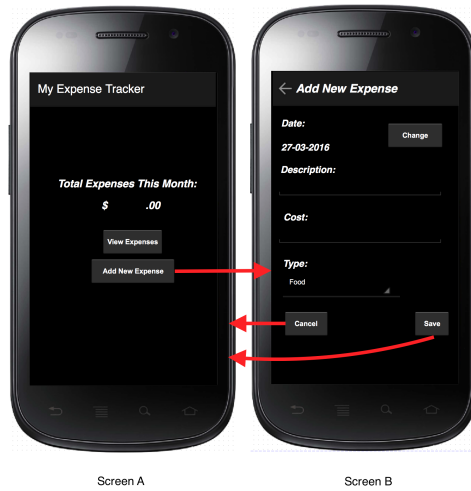 My Expense Tracker
Total Expenses This Month:
$ .00
View Expenses
Add New Expense
Add New Expense
Date:
Change
27-03-2016
Description:
Cost:
Type:
Food
Cancel
Save
Screen A
Screen B